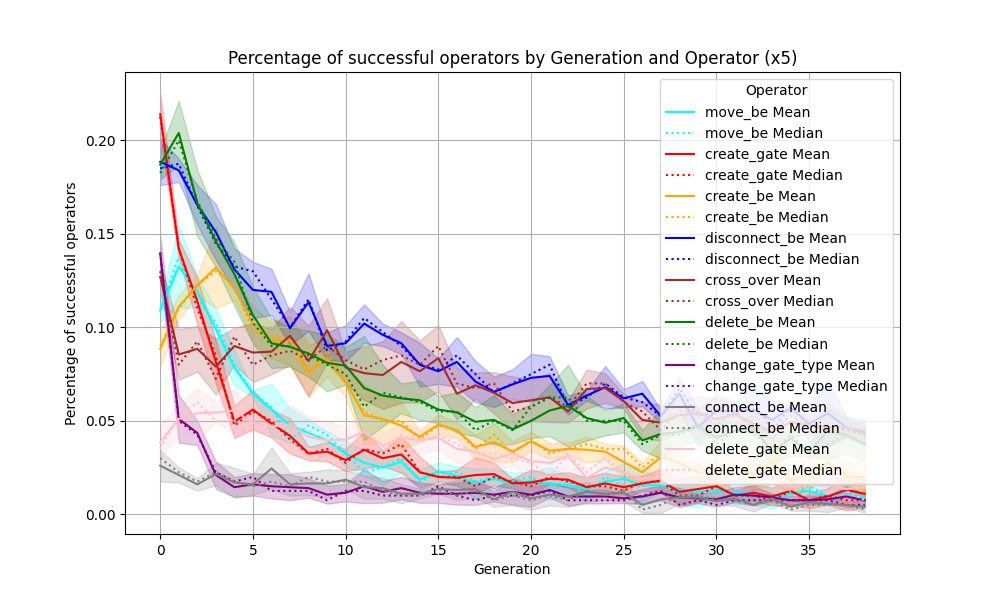 Percentage of successful operators by Generation and Operator (x5)
Percentage of successful operators
0.20
0.15
0.10
0.05
0.00
0
5
10
15
20
25
30
35
Generation
Operator
move_be Mean
move_be Median
create_gate Mean
create_gate Median
create_be Mean
create_be Median
disconnect_be Mean
disconnect_be Median
cross_over Mean
cross_over Median
delete_be Mean
delete_be Median
change_gate_type Mean
change_gate_type Median
connect_be Mean
connect_be Median
delete_gate Mean
delete_gate Median